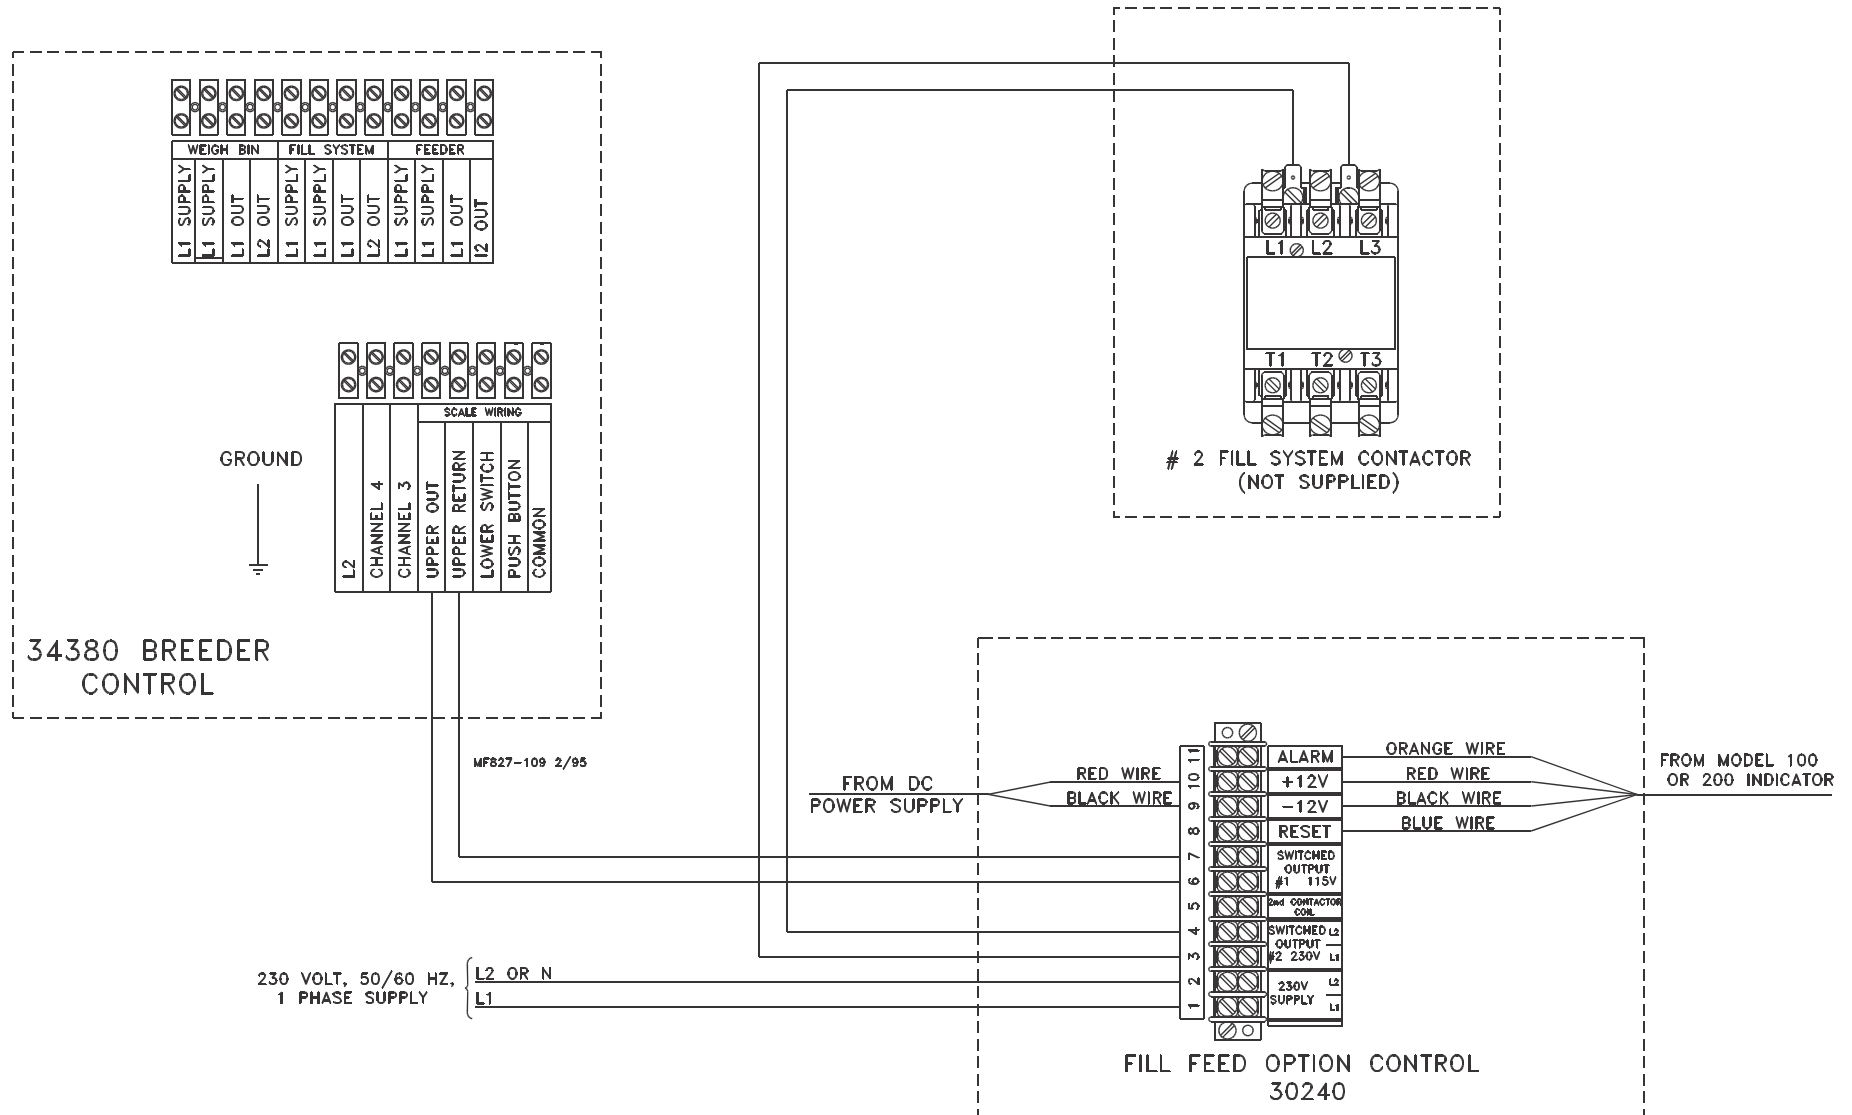 WEIGH BIN FILL SYSTEM FEEDER
L1 SUPPLY
L1 SUPPLY
L1 OUT
L2 OUT
L1 SUPPLY
L1 SUPPLY
L1 OUT
L2 OUT
L1 SUPPLY
L1 SUPPLY
L1 OUT
l2 OUT
SCALE WIRING
L2
CHANNEL 4
CHANNEL 3
UPPER OUT
UPPER RETURN
LOWER SWITCH
PUSH BUTTON
COMMON
GROUND
34380 BREEDER
CONTROL
MF827-109 2/95
L1 L2 L3
T1 T2 T3
# 2 FILL SYSTEM CONTACTOR
(NOT SUPPLIED)
FROM DC
POWER SUPPLY
RED WIRE
BLACK WIRE
11
10
9
8
7
6
5
4
3
2
1
ALARM
+12V
-12V
RESET
SWITCHED
OUTPUT
#1 115V
2nd CONTACTOR
COIL
SWITCHED L2
OUTPUT
#2 230V L1
230V L2
SUPPLY L1
ORANGE WIRE
RED WIRE
BLACK WIRE
BLUE WIRE
FROM MODEL 100
OR 200 INDICATOR
230 VOLT, 50/60 HZ,
1 PHASE SUPPLY
L2 OR N
L1
FILL FEED OPTION CONTROL
30240